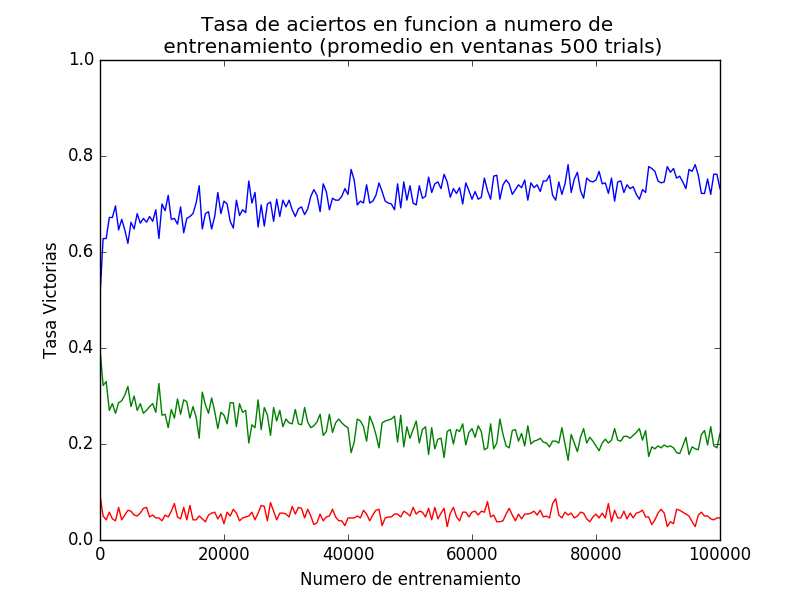 Tasa de aciertos en funcion a numero de
entrenamiento (promedio en ventanas 500 trials)
1.0
0.8
0.6
0.4
0.2
0.0
Tasa Victorias
0 20000 40000 60000 80000 100000
Numero de entrenamiento